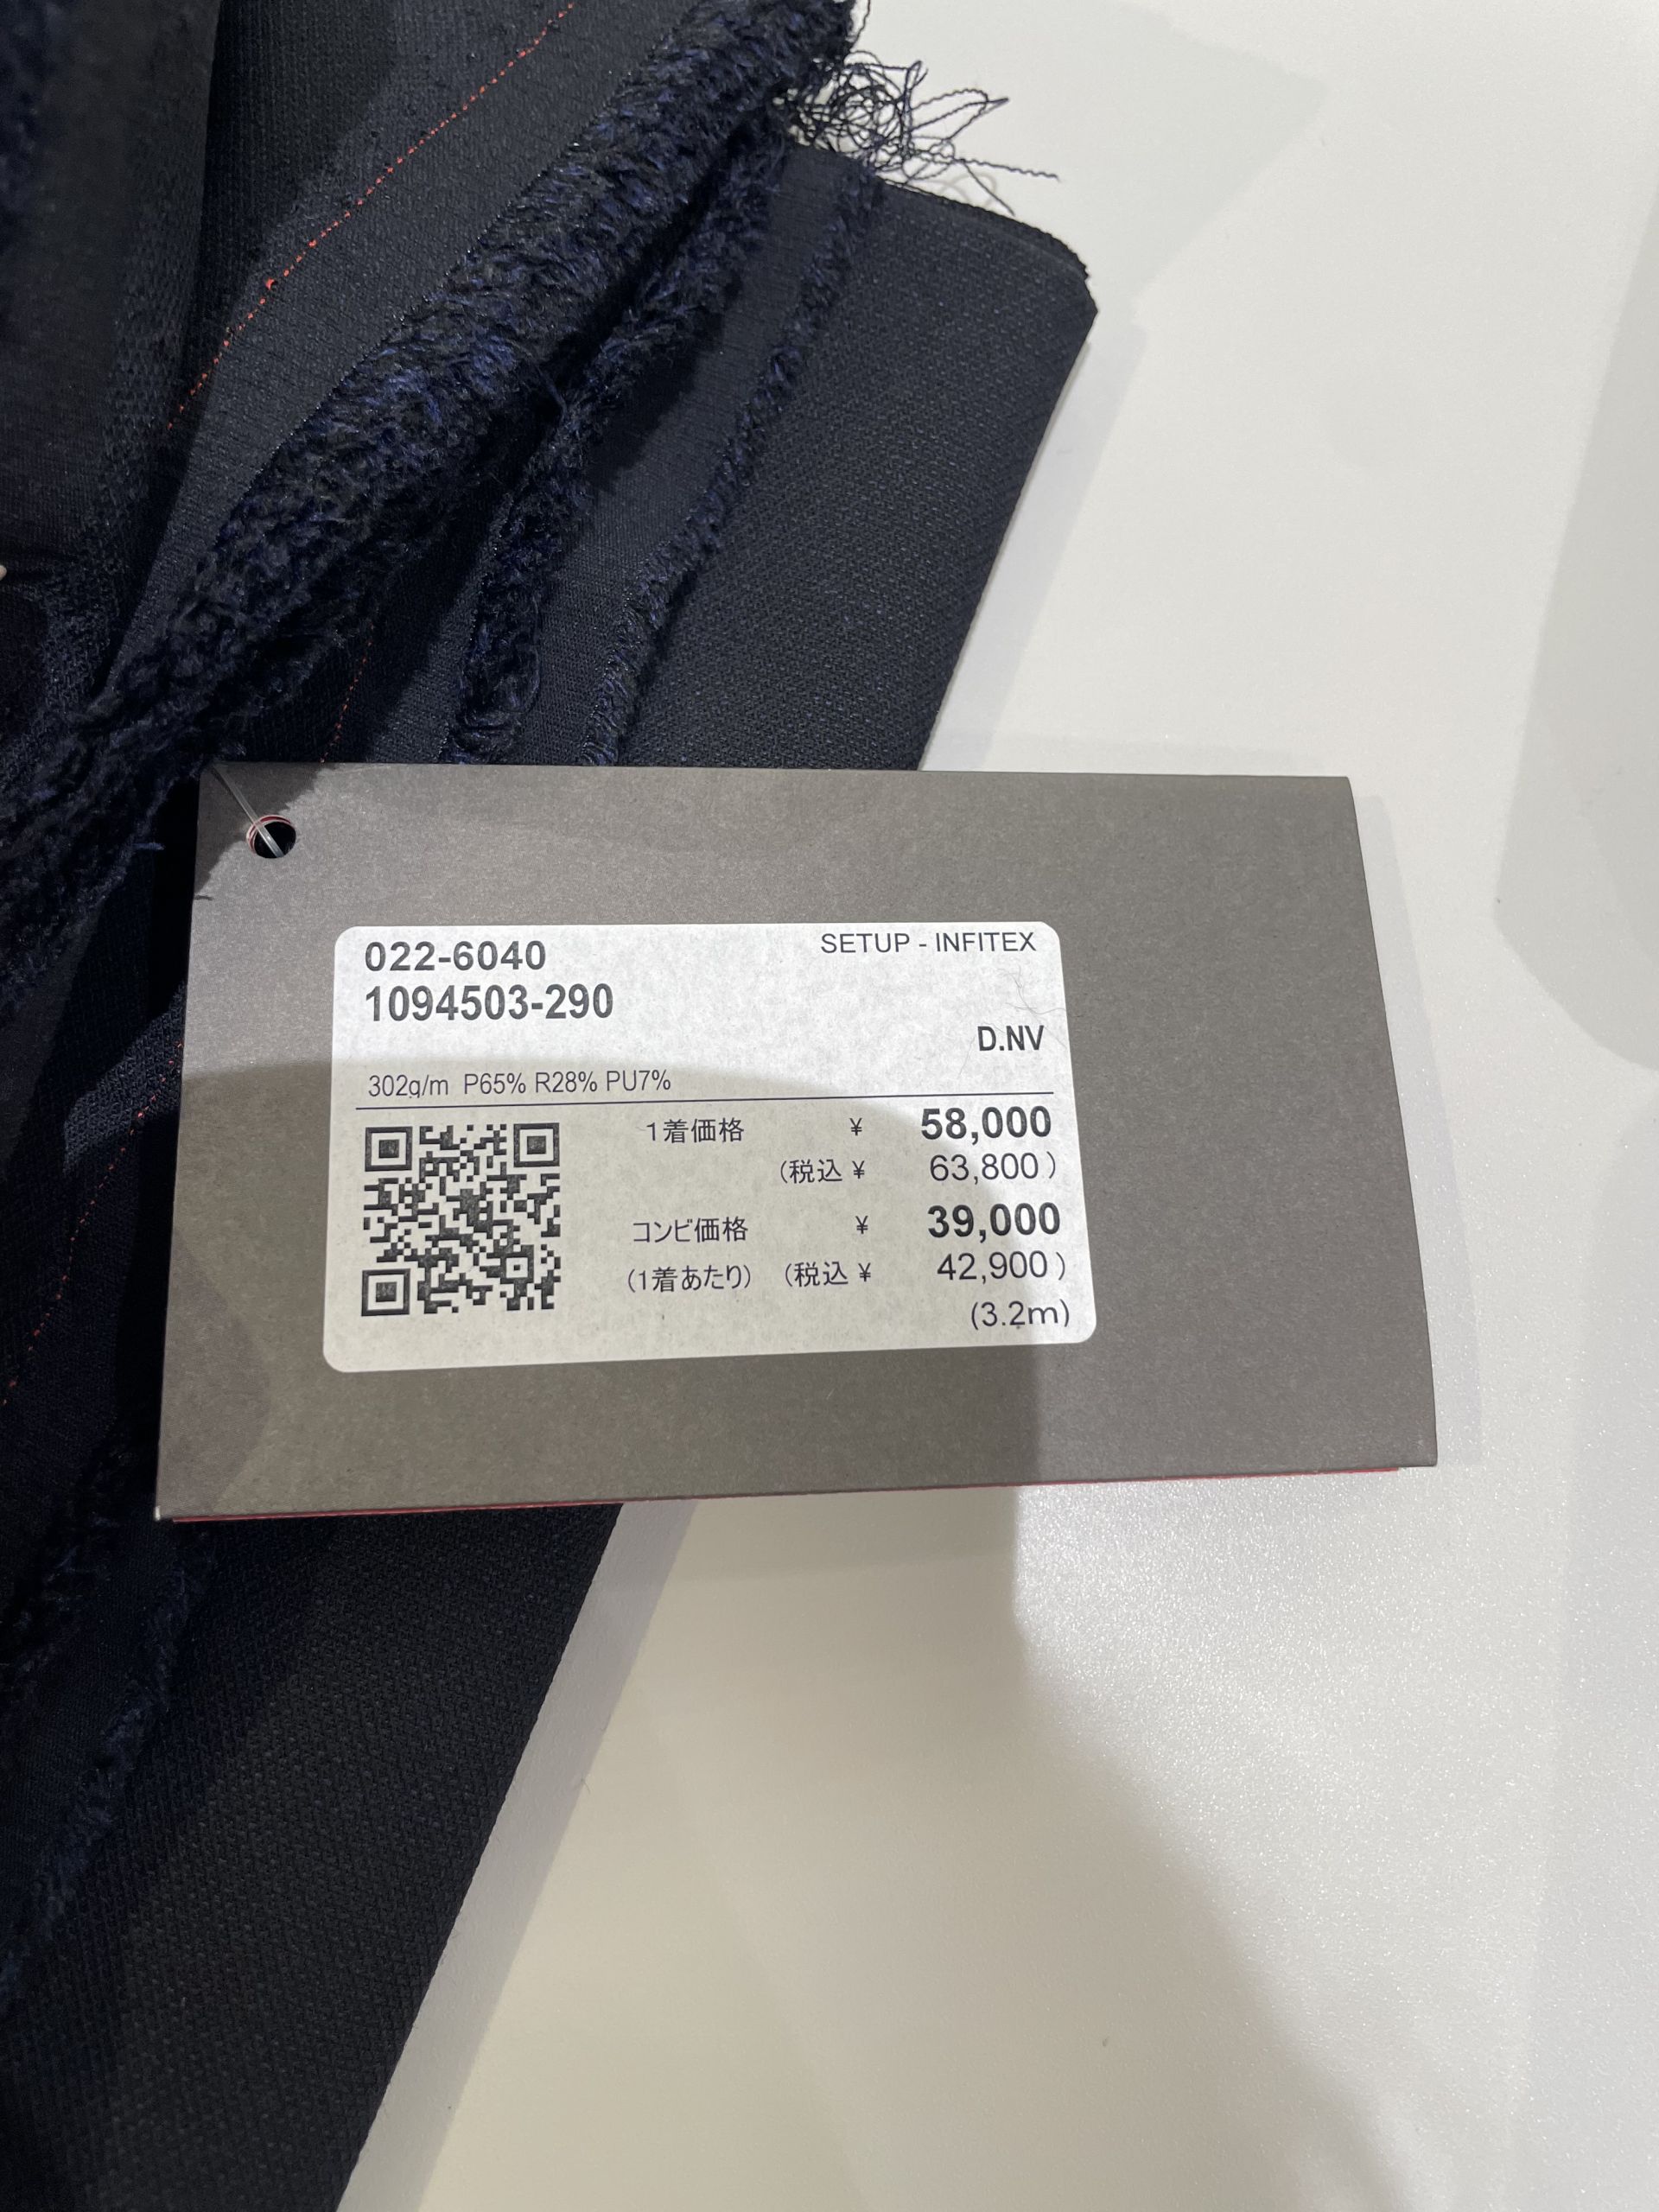 022-6040 SETUP - INFITEX
1094503-290
D.NV
302g/m P65% R28% PU7%
1着価格 ¥ 58,000
(税込 ¥ 63,800)
コンビ価格 ¥ 39,000
(1着あたり) (税込 ¥ 42,900)
(3.2m)